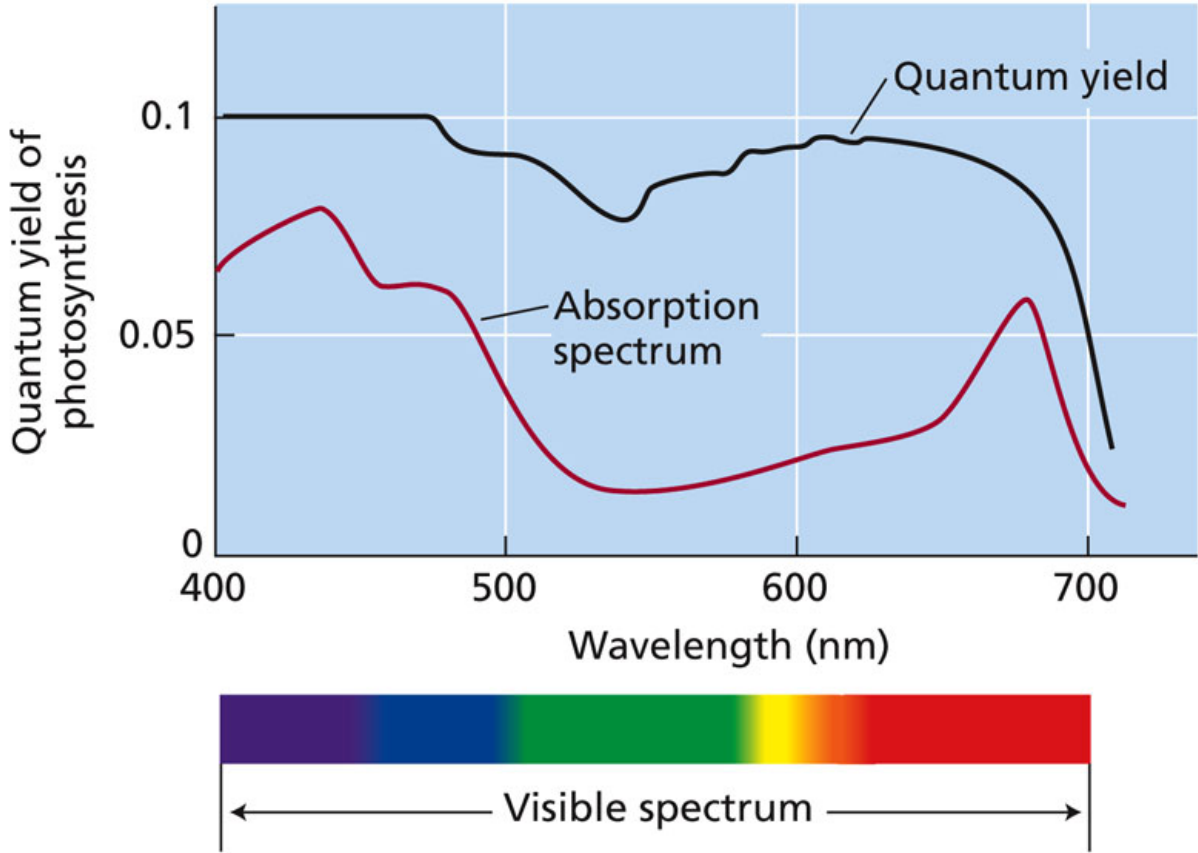 Quantum yield of
photosynthesis
0.1
0.05
0
Quantum yield
Absorption
spectrum
400
500
600
700
Wavelength (nm)
Visible spectrum